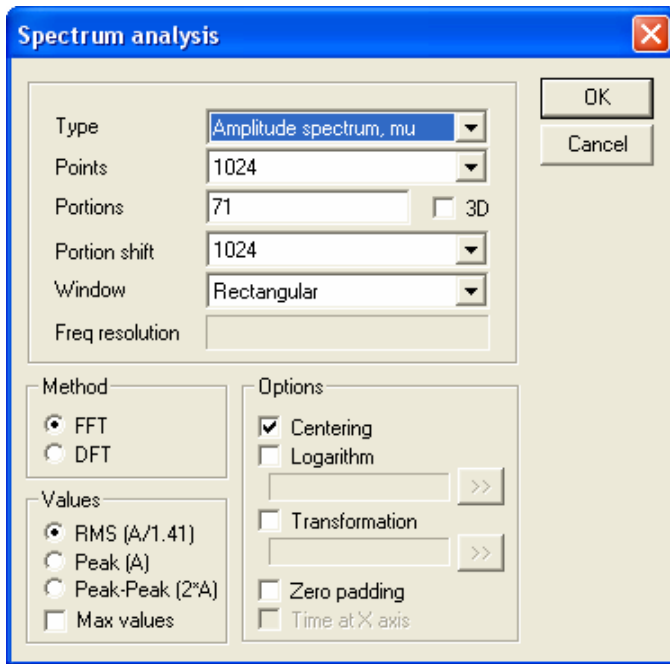 Spectrum analysis
OK
Cancel
Type
Amplitude spectrum, mu
Points
1024
Portions
71
3D
Portion shift
1024
Window
Rectangular
Freq resolution
Method
FFT
DFT
Values
RMS (A/1.41)
Peak (A)
Peak-Peak (2*A)
Max values
Options
Centering
Logarithm
>>
Transformation
>>
Zero padding
Time at X axis